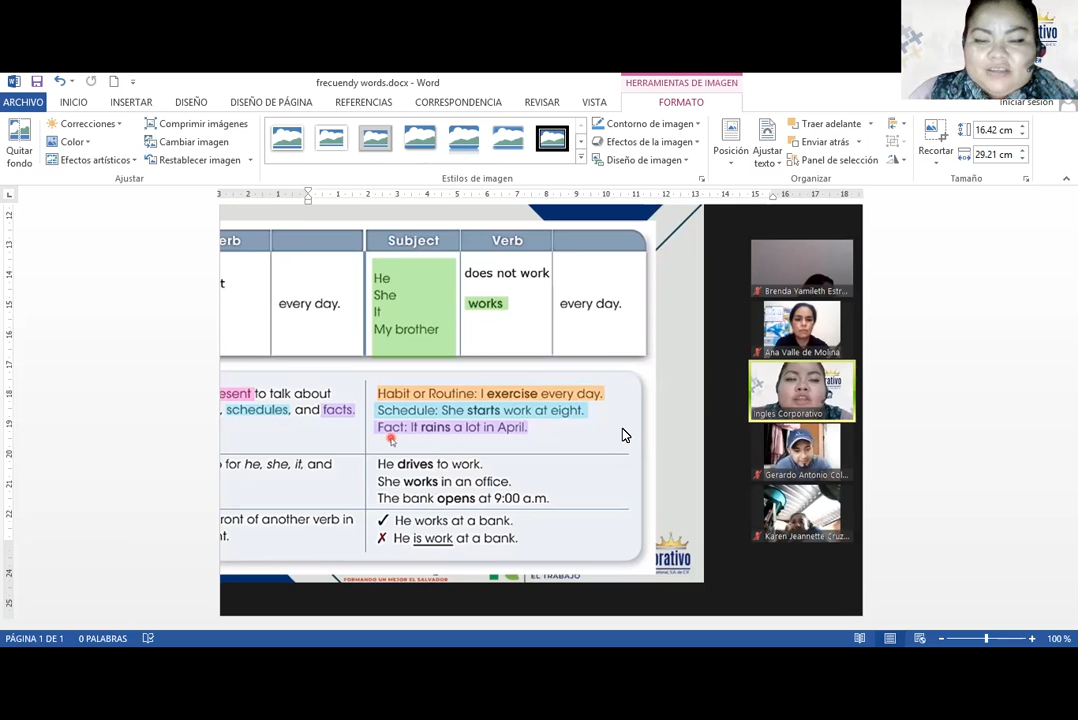 frecuendy words.docx - Word
HERRAMIENTAS DE IMAGEN
Iniciar sesión
ARCHIVO INICIO INSERTAR DISEÑO DISEÑO DE PÁGINA REFERENCIAS CORRESPONDENCIA REVISAR VISTA FORMATO
Quitar fondo
Correcciones
Color
Efectos artísticos
Comprimir imágenes
Cambiar imagen
Restablecer imagen
Ajustar
Estilos de imagen
Contorno de imagen
Efectos de la imagen
Diseño de imagen
Posición
Ajustar texto
Traer adelante
Enviar atrás
Panel de selección
Organizar
Recortar
16.42 cm
29.21 cm
Tamaño
erb Subject Verb
t
every day.
He
She
It
My brother
does not work
works
every day.
esent to talk about
, schedules, and facts.
Habit or Routine: I exercise every day.
Schedule: She starts work at eight.
Fact: It rains a lot in April.
for he, she, it, and
He drives to work.
She works in an office.
The bank opens at 9:00 a.m.
ront of another verb in
t.
✓ He works at a bank.
✗ He is work at a bank.
orativo
FORMANDO UN MEJOR EL SALVADOR
EL TRABAJO
Brenda Yamileth Estr...
Ana Valle de Molina
Ingles Corporativo
Gerardo Antonio Col...
Karen Jeannette Cruz...
PÁGINA 1 DE 1 0 PALABRAS
100 %